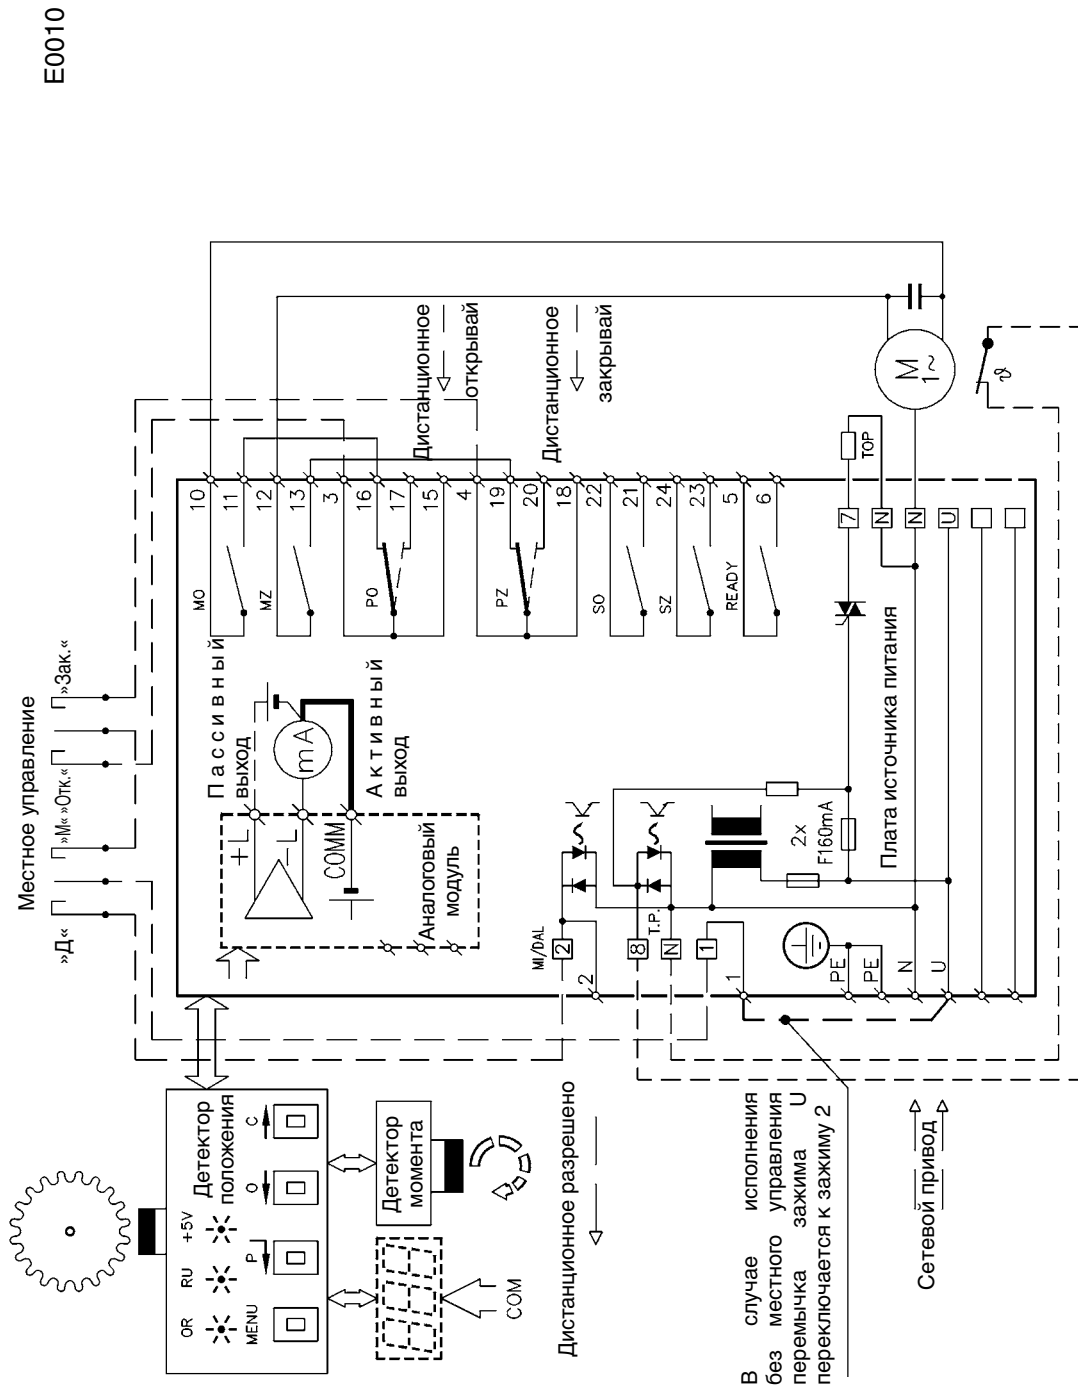 E0010
Местное управление
»Д«
»М«
»Отк.«
»Зак.«
Пассивный
выход
Активный
выход
+L
−L
COMM
mA
Аналоговый
модуль
MO
MZ
PO
PZ
SO
SZ
READY
10
11
12
13
3
16
17
15
4
19
20
18
22
21
24
23
5
6
Дистанционное
открывай
Дистанционное
закрывай
M
1~
ϑ
TOP
7
N
N
U
Плата источника питания
2x
F160mA
MI/DAL
2
2
8
T.P.
N
1
1
PE
PE
N
U
Детектор
положения
OR
RU
+5V
MENU
P
O
C
Детектор
момента
COM
Дистанционное разрешено
В случае исполнения
без местного управления
перемычка зажима U
переключается к зажиму 2
Сетевой привод